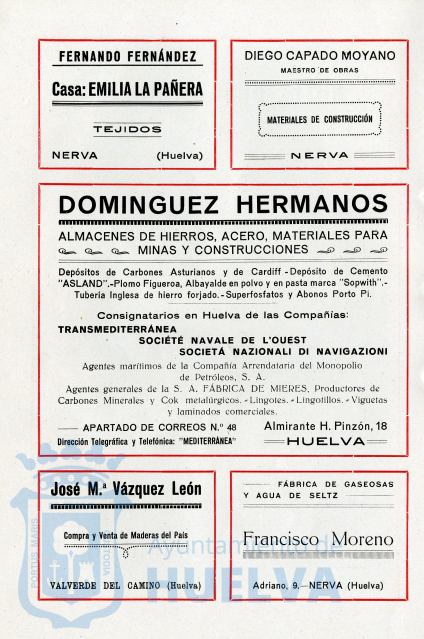 FERNANDO FERNÁNDEZ
Casa: EMILIA LA PAÑERA
TEJIDOS
NERVA (Huelva)
DIEGO CAPADO MOYANO
MAESTRO DE OBRAS
MATERIALES DE CONSTRUCCIÓN
NERVA
DOMINGUEZ HERMANOS
ALMACENES DE HIERROS, ACERO, MATERIALES PARA
MINAS Y CONSTRUCCIONES
Depósitos de Carbones Asturianos y de Cardiff - Depósito de Cemento
"ASLAND".-Plomo Figueroa, Albayalde en polvo y en pasta marca "Sopwith".-
Tubería Inglesa de hierro forjado.-Superfosfatos y Abonos Porto Pi.
Consignatarios en Huelva de las Compañías:
TRANSMEDITERRÁNEA
SOCIÉTÉ NAVALE DE L'OUEST
SOCIETÁ NAZIONALI DI NAVIGAZIONI
Agentes marítimos de la Compañía Arrendataria del Monopolio
de Petróleos, S. A.
Agentes generales de la S. A. FÁBRICA DE MIERES, Productores de
Carbones Minerales y Cok metalúrgicos.-Lingotes.-Lingotillos.-Viguetas
y laminados comerciales.
APARTADO DE CORREOS N.º 48
Dirección Telegráfica y Telefónica: "MEDITERRÀNEA"
Almirante H. Pinzón, 18
HUELVA
José M.ª Vázquez León
Compra y Venta de Maderas del País
VALVERDE DEL CAMINO (Huelva)
FÁBRICA DE GASEOSAS
Y AGUA DE SELTZ
Francisco Moreno
Adriano, 9.-NERVA (Huelva)
PORTUS MARIS
Ayuntamiento de
HUELVA